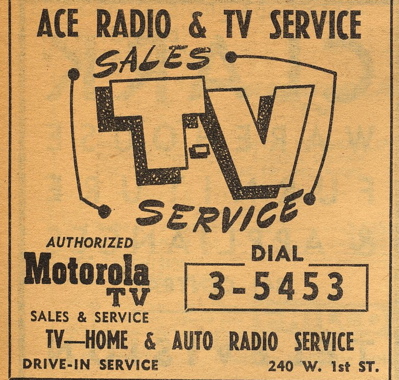 ACE RADIO & TV SERVICE
SALES
T-V
SERVICE
AUTHORIZED
Motorola
TV
SALES & SERVICE
DIAL
3-5453
TV—HOME & AUTO RADIO SERVICE
DRIVE-IN SERVICE 240 W. 1st ST.